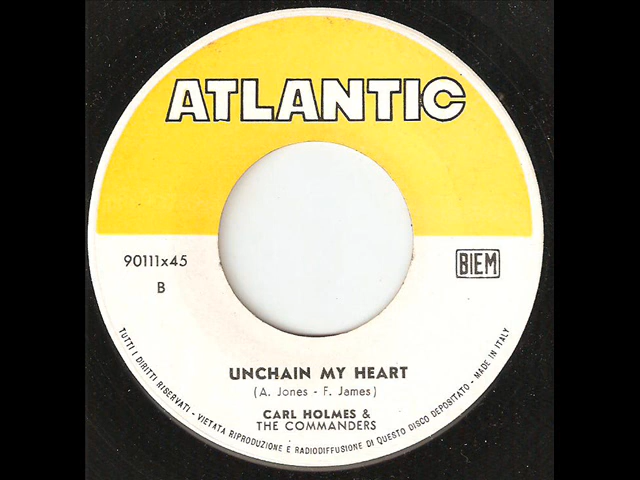 ATLANTIC
90111x45
BIEM
B
UNCHAIN MY HEART
(A. Jones - F. James)
CARL HOLMES &
THE COMMANDERS
TUTTI I DIRITTI RISERVATI - VIETATA RIPRODUZIONE E RADIODIFFUSIONE DI QUESTO DISCO DEPOSITATO - MADE IN ITALY